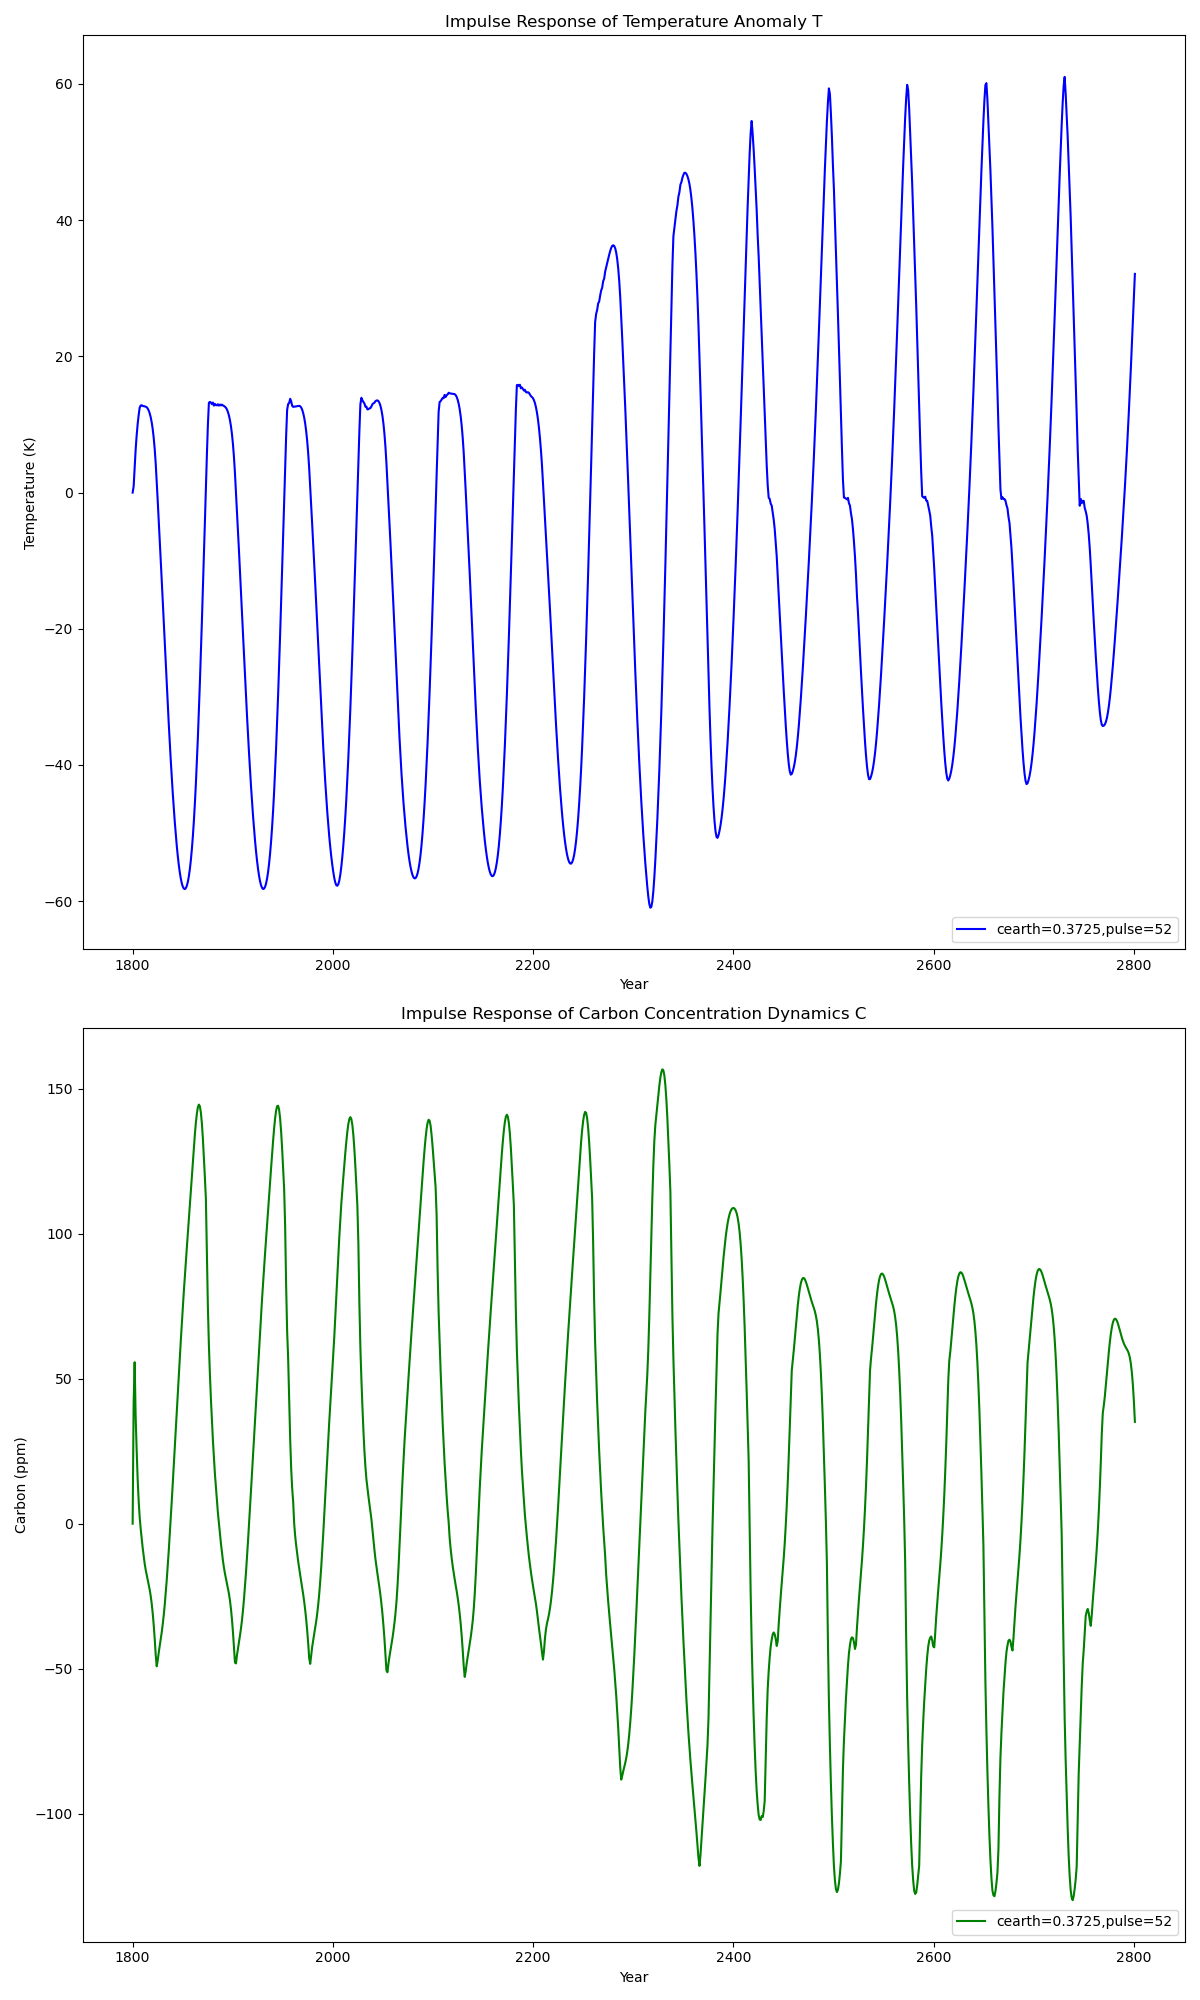 Impulse Response of Temperature Anomaly T
60
40
20
0
−20
−40
−60
Temperature (K)
cearth=0.3725,pulse=52
1800 2000 2200 2400 2600 2800
Year
Impulse Response of Carbon Concentration Dynamics C
150
100
50
0
−50
−100
Carbon (ppm)
cearth=0.3725,pulse=52
1800 2000 2200 2400 2600 2800
Year